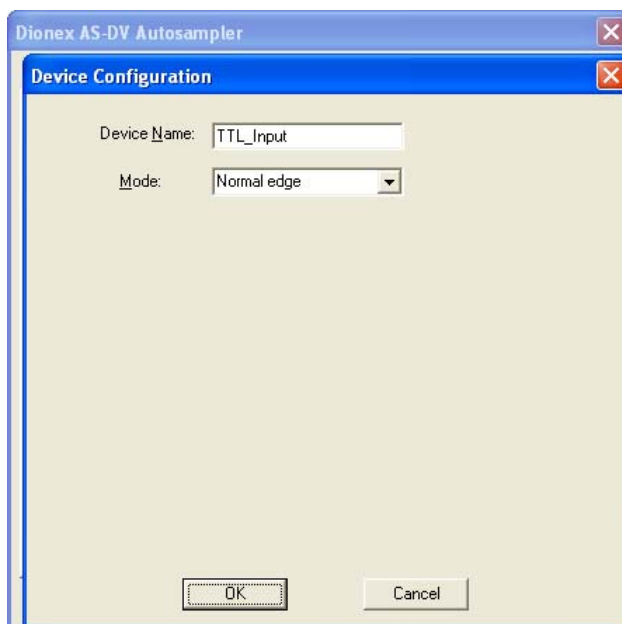 Dionex AS-DV Autosampler
Device Configuration
Device Name: TTL_Input
Mode: Normal edge
OK Cancel